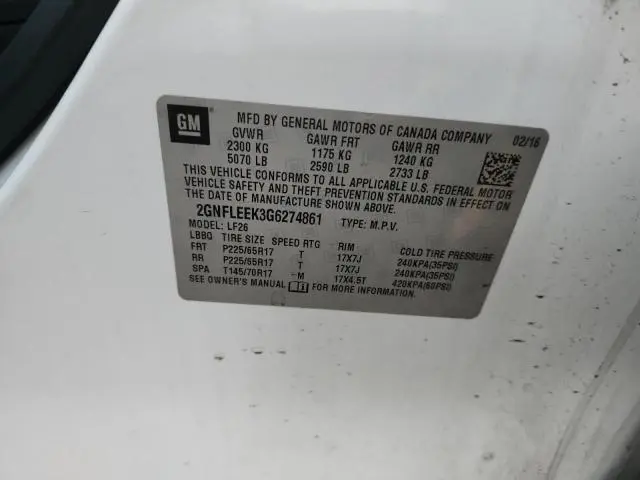 GM
MFD BY GENERAL MOTORS OF CANADA COMPANY 02/16
GVWR GAWR FRT GAWR RR
2300 KG 1175 KG 1240 KG
5070 LB 2590 LB 2733 LB
THIS VEHICLE CONFORMS TO ALL APPLICABLE U.S. FEDERAL MOTOR
VEHICLE SAFETY AND THEFT PREVENTION STANDARDS IN EFFECT ON
THE DATE OF MANUFACTURE SHOWN ABOVE.
2GNFLEEK3G6274861 TYPE: M.P.V.
MODEL: LF26
LBBQ TIRE SIZE SPEED RTG RIM COLD TIRE PRESSURE
FRT P225/65R17 T 17X7J 240KPA(35PSI)
RR P225/65R17 T 17X7J 240KPA(35PSI)
SPA T145/70R17 M 17X4.5T 420KPA(60PSI)
SEE OWNER'S MANUAL FOR MORE INFORMATION.